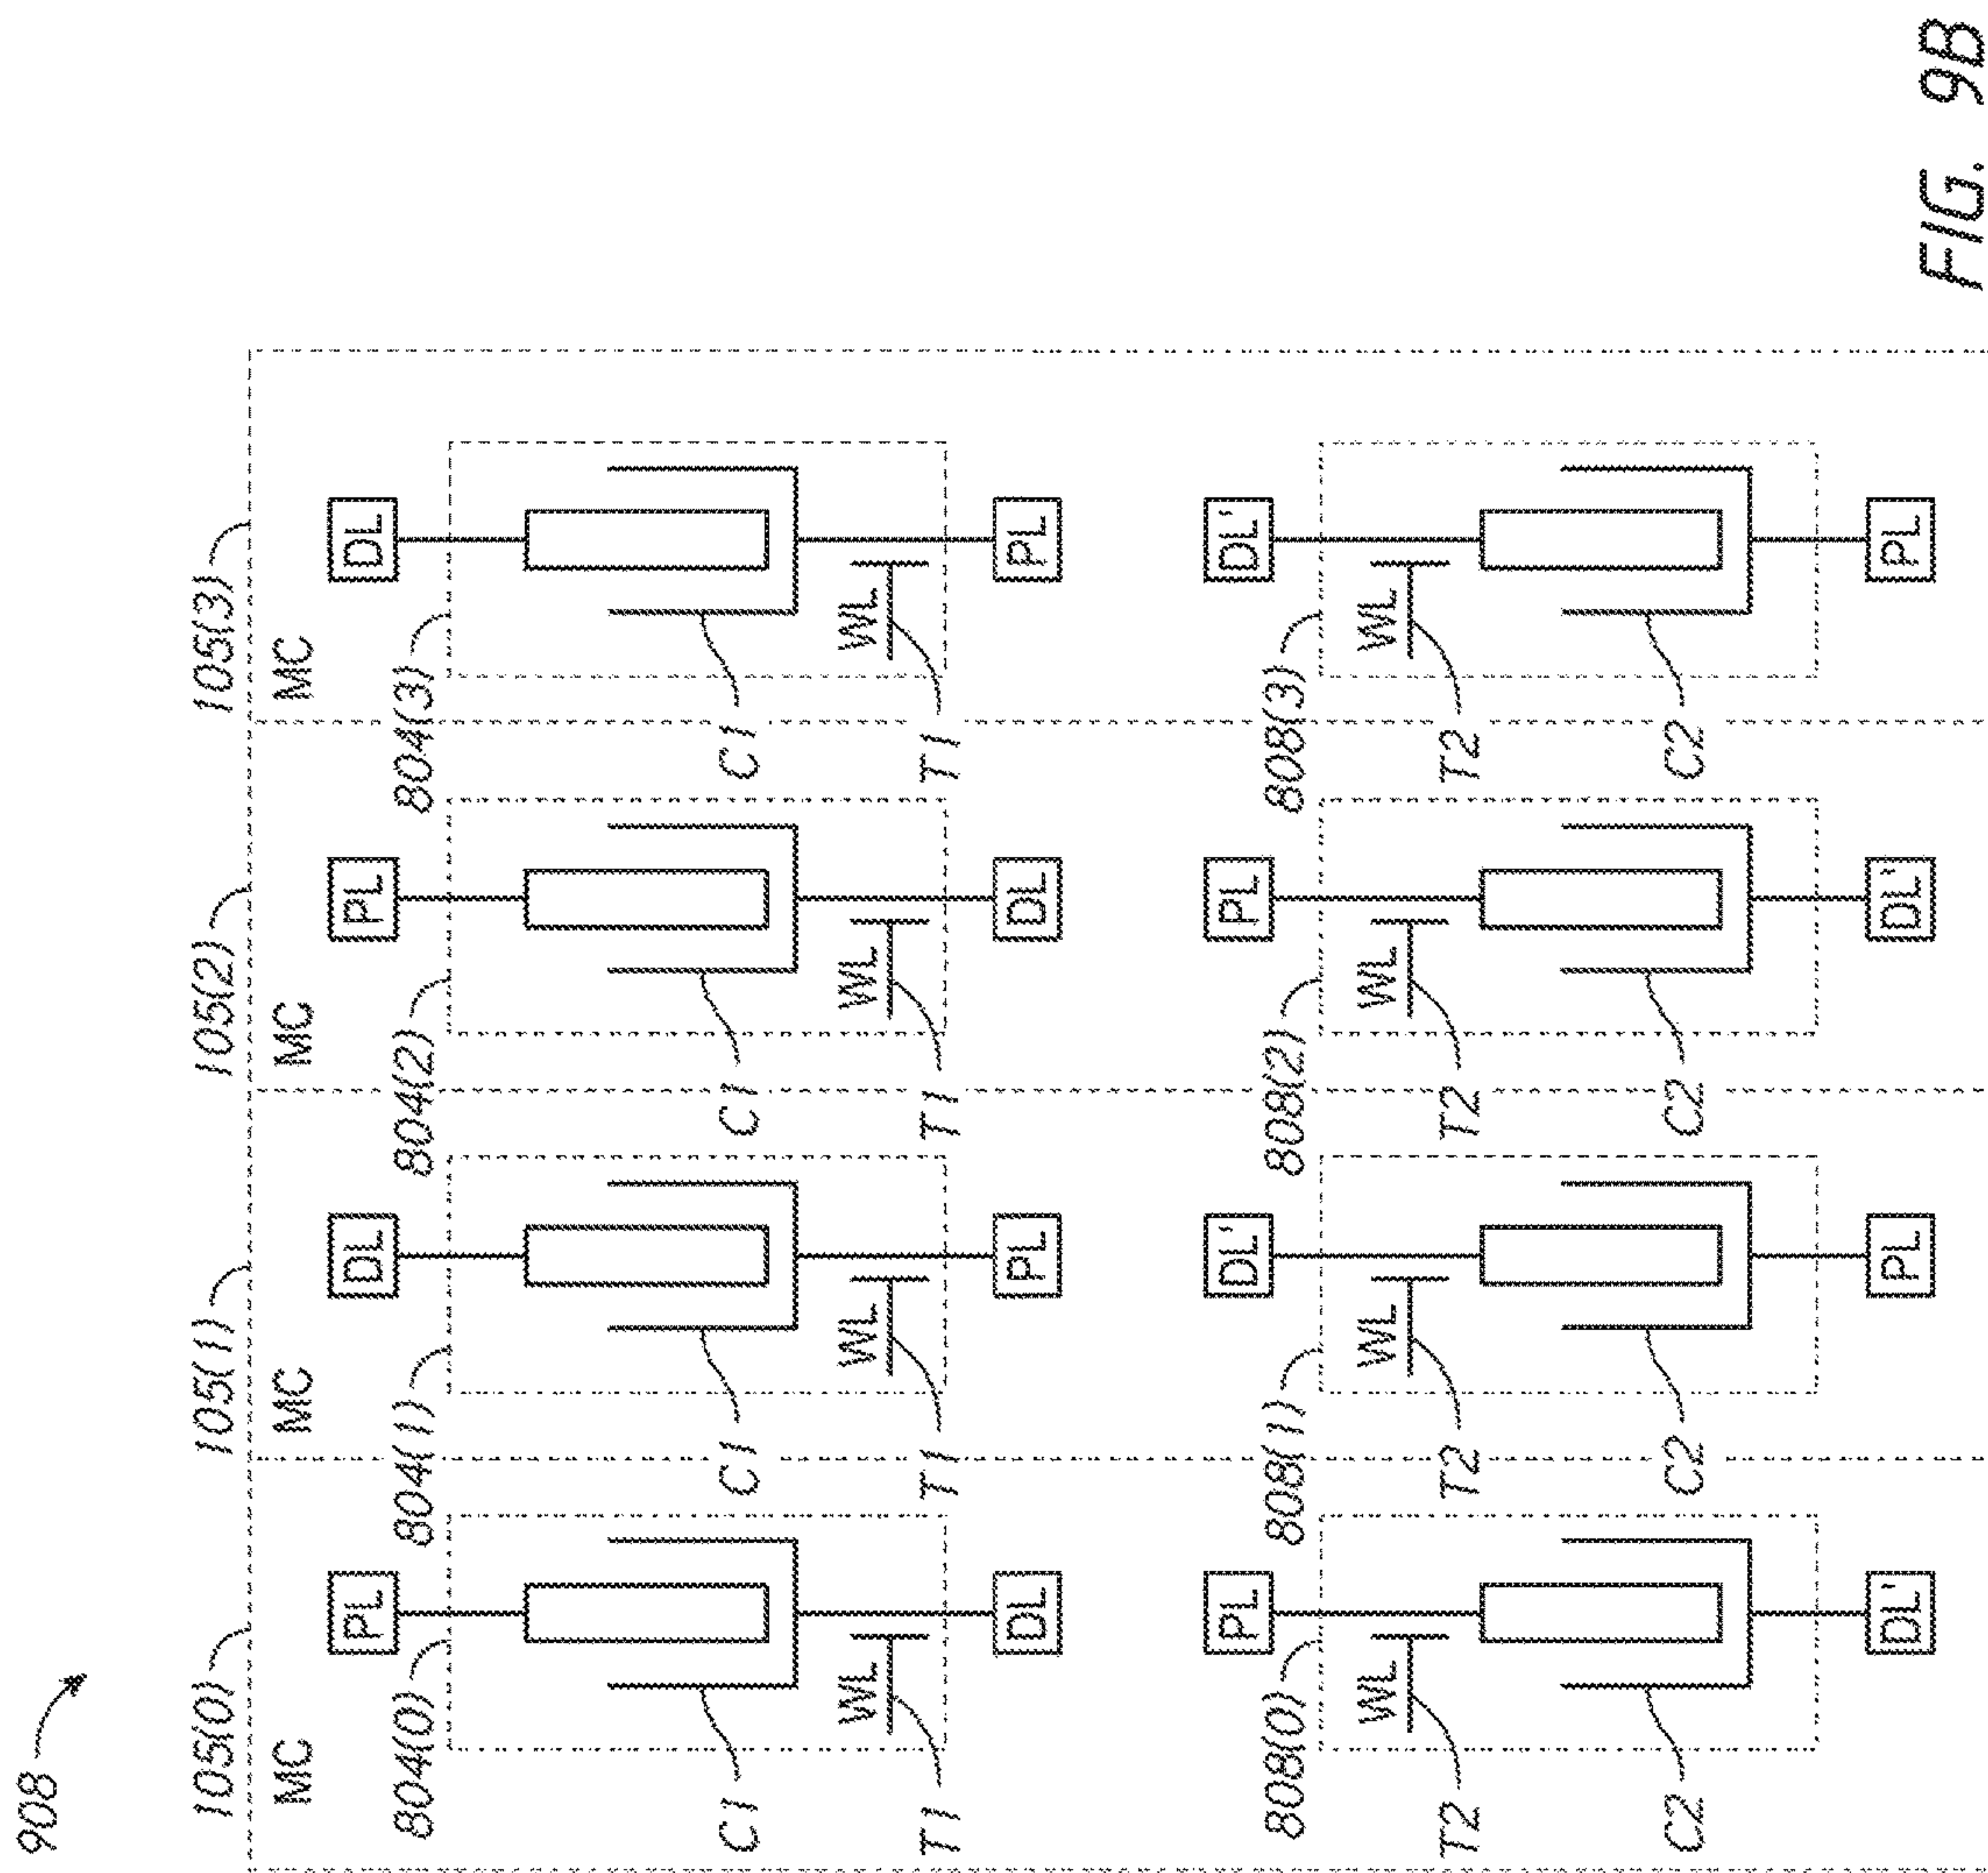 908
105(0) 105(1) 105(2) 105(3)
MC MC MC MC
PL DL PL DL
804(0) 804(1) 804(2) 804(3)
C1 C1 C1 C1
WL WL WL WL
T1 T1 T1 T1
DL PL DL PL
PL DL' PL DL'
808(0) 808(1) 808(2) 808(3)
WL WL WL WL
T2 T2 T2 T2
C2 C2 C2 C2
DL' PL DL' PL
FIG. 9B